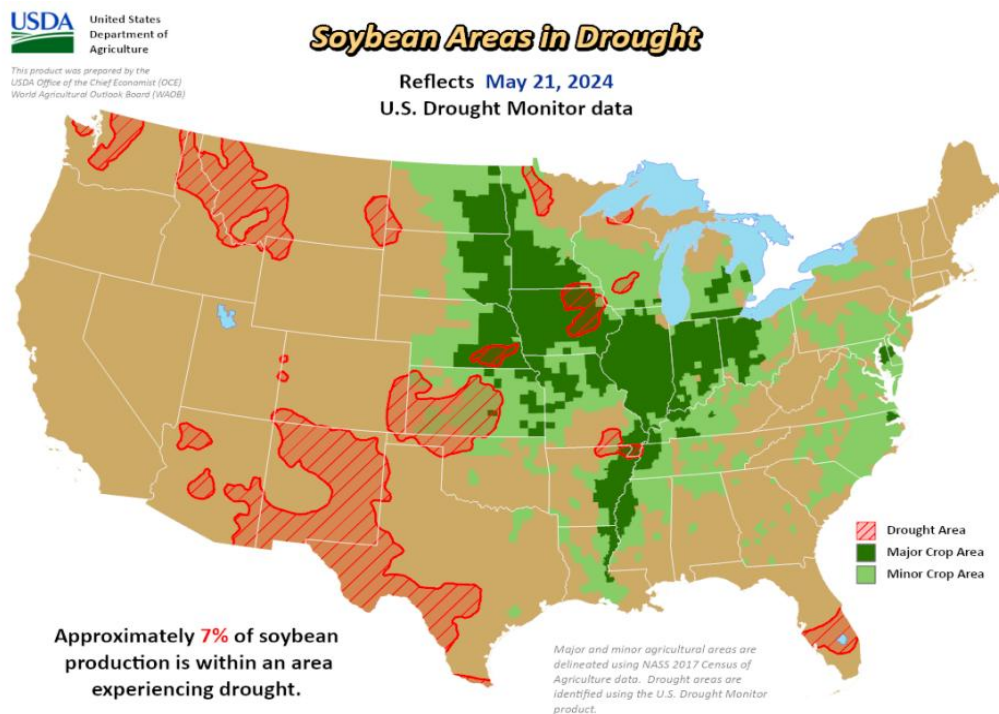 USDA
United States
Department of
Agriculture
This product was prepared by the
USDA Office of the Chief Economist (OCE)
World Agricultural Outlook Board (WAOB)
Soybean Areas in Drought
Reflects May 21, 2024
U.S. Drought Monitor data
Drought Area
Major Crop Area
Minor Crop Area
Approximately 7% of soybean
production is within an area
experiencing drought.
Major and minor agricultural areas are
delineated using NASS 2017 Census of
Agriculture data. Drought areas are
identified using the U.S. Drought Monitor
product.